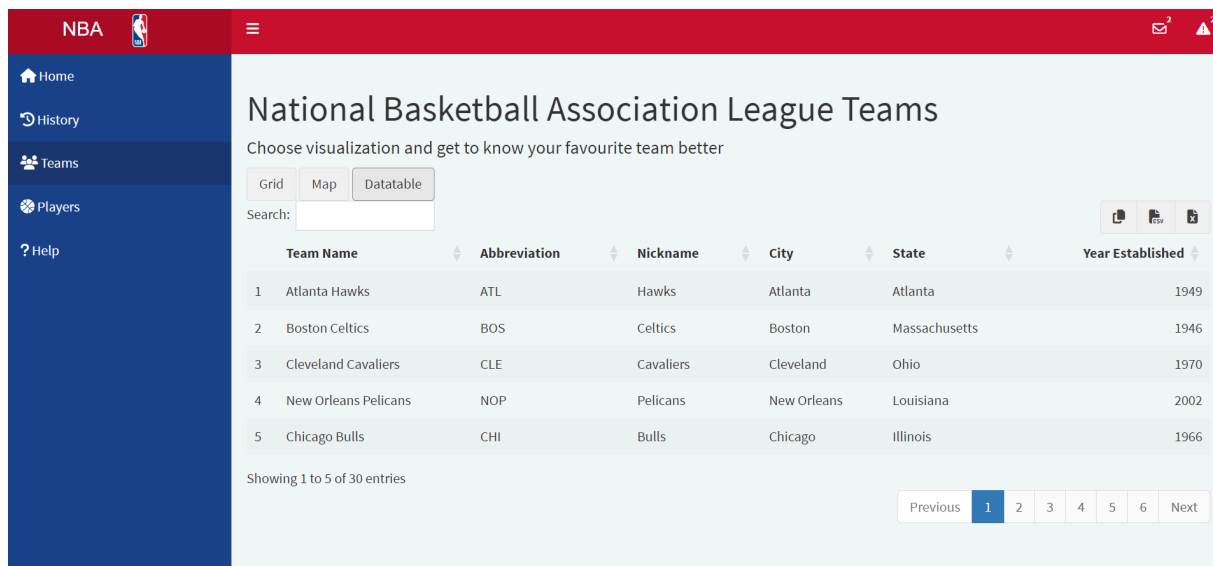 NBA
2
2
Home
History
Teams
Players
? Help
National Basketball Association League Teams
Choose visualization and get to know your favourite team better
Grid Map Datatable
Search:
CSV
Team Name Abbreviation Nickname City State Year Established
1 Atlanta Hawks ATL Hawks Atlanta Atlanta 1949
2 Boston Celtics BOS Celtics Boston Massachusetts 1946
3 Cleveland Cavaliers CLE Cavaliers Cleveland Ohio 1970
4 New Orleans Pelicans NOP Pelicans New Orleans Louisiana 2002
5 Chicago Bulls CHI Bulls Chicago Illinois 1966
Showing 1 to 5 of 30 entries
Previous 1 2 3 4 5 6 Next